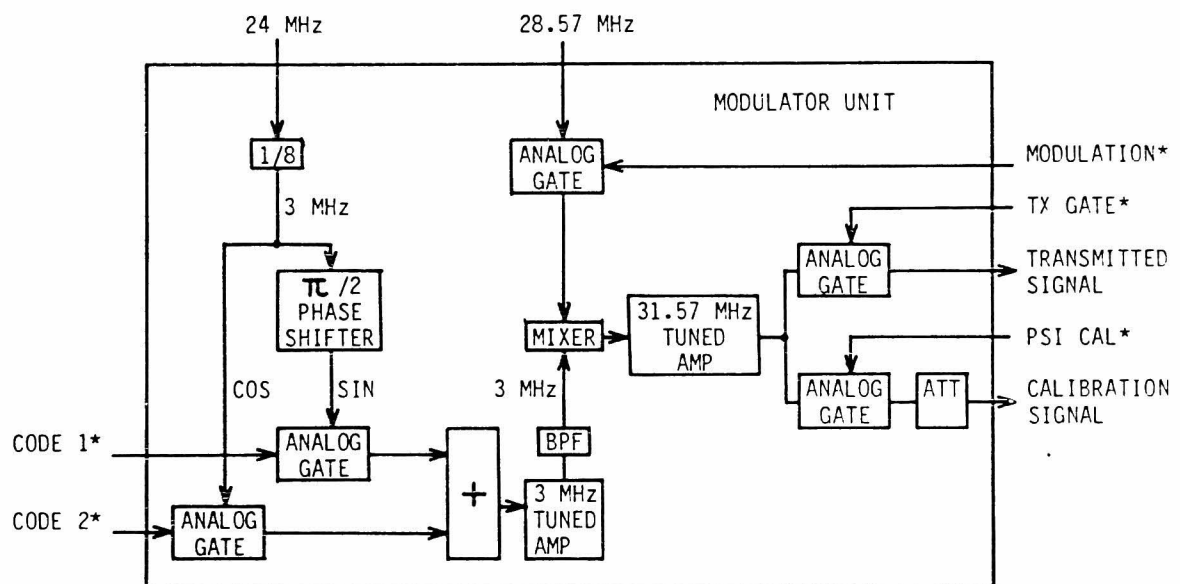 24 MHz
28.57 MHz
MODULATOR UNIT
1/8
ANALOG
GATE
MODULATION*
3 MHz
TX GATE*
π/2
PHASE
SHIFTER
ANALOG
GATE
TRANSMITTED
SIGNAL
MIXER
31.57 MHz
TUNED
AMP
PSI CAL*
COS
SIN
3 MHz
ANALOG
GATE
ATT
CALIBRATION
SIGNAL
CODE 1*
ANALOG
GATE
BPF
+
CODE 2*
ANALOG
GATE
3 MHz
TUNED
AMP